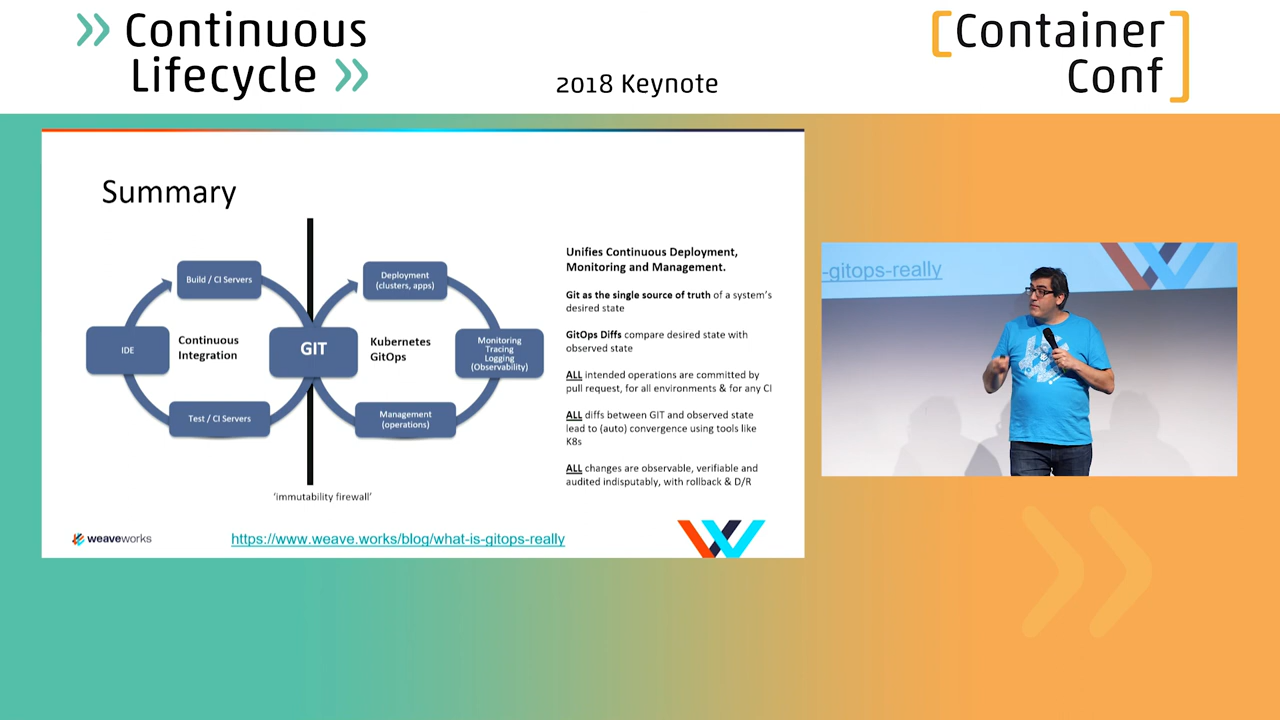 Continuous
Lifecycle
2018 Keynote
Container
Conf
Summary
Build / CI Servers
IDE
Continuous
Integration
Test / CI Servers
GIT
Deployment
(clusters, apps)
Kubernetes
GitOps
Monitoring
Tracing
Logging
(Observability)
Management
(operations)
'immutability firewall'
Unifies Continuous Deployment,
Monitoring and Management.
Git as the single source of truth of a system's
desired state
GitOps Diffs compare desired state with
observed state
ALL intended operations are committed by
pull request, for all environments & for any CI
ALL diffs between GIT and observed state
lead to (auto) convergence using tools like
K8s
ALL changes are observable, verifiable and
audited indisputably, with rollback & D/R
weaveworks
https://www.weave.works/blog/what-is-gitops-really
-gitops-really